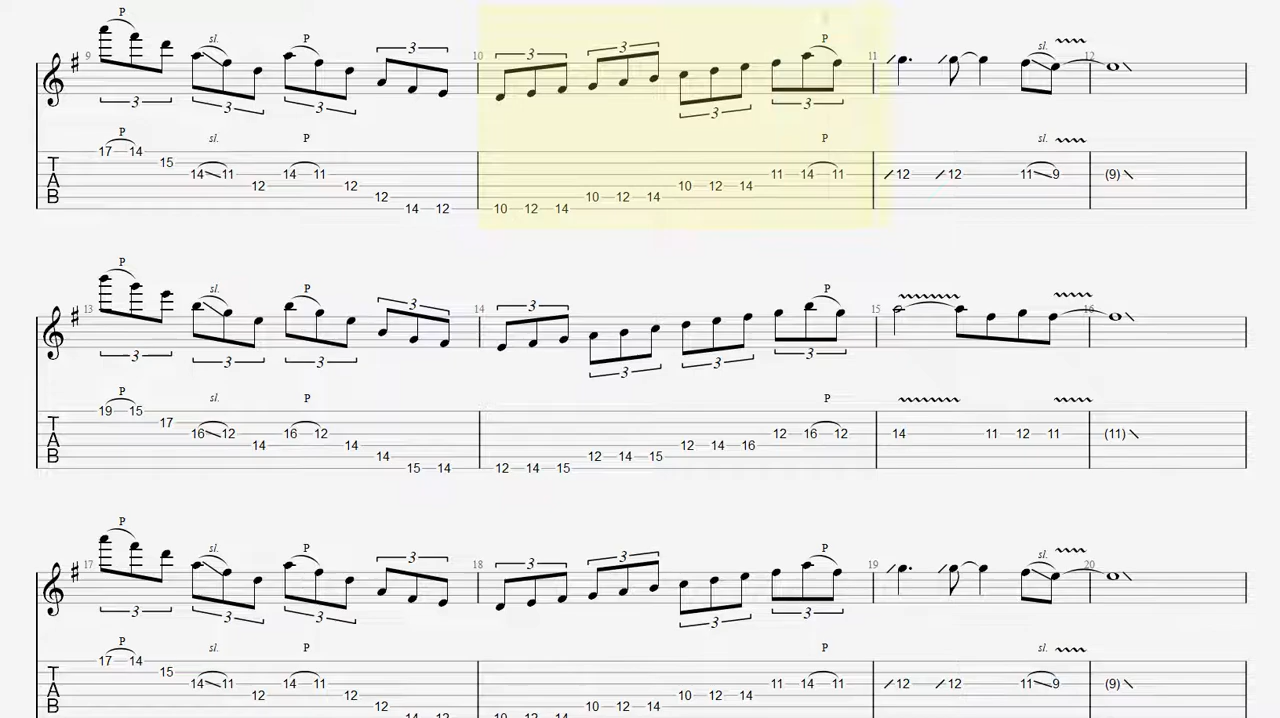 P sl. P 3 3 P sl.
9 10 11 12
3 3 3 3 3
P sl. P P sl.
T A B 17 14 15 14 11 12 14 11 12 12 14 12 10 12 14 10 12 14 10 12 14 11 14 11 12 12 11 9 (9)
P sl. P 3 3 P
13 14 15 16
3 3 3 3 3 3
P sl. P P
T A B 19 15 17 16 12 14 16 12 14 14 15 14 12 14 15 12 14 15 12 14 16 12 16 12 14 11 12 11 (11)
P sl. P 3 3 3 P sl.
17 18 19 20
3 3 3 3 3
P sl. P P sl.
T A B 17 14 15 14 11 12 14 11 12 12 14 12 10 12 14 10 12 14 10 12 14 11 14 11 12 12 11 9 (9)